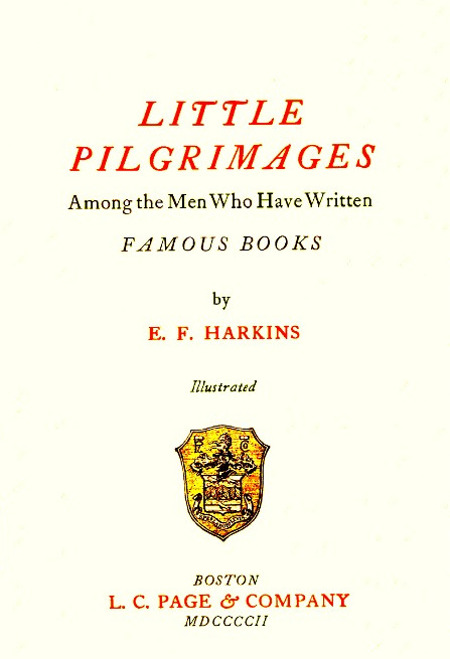 LITTLE
PILGRIMAGES
Among the Men Who Have Written
FAMOUS BOOKS
by
E. F. HARKINS
Illustrated
BOSTON
L. C. PAGE & COMPANY
MDCCCCII